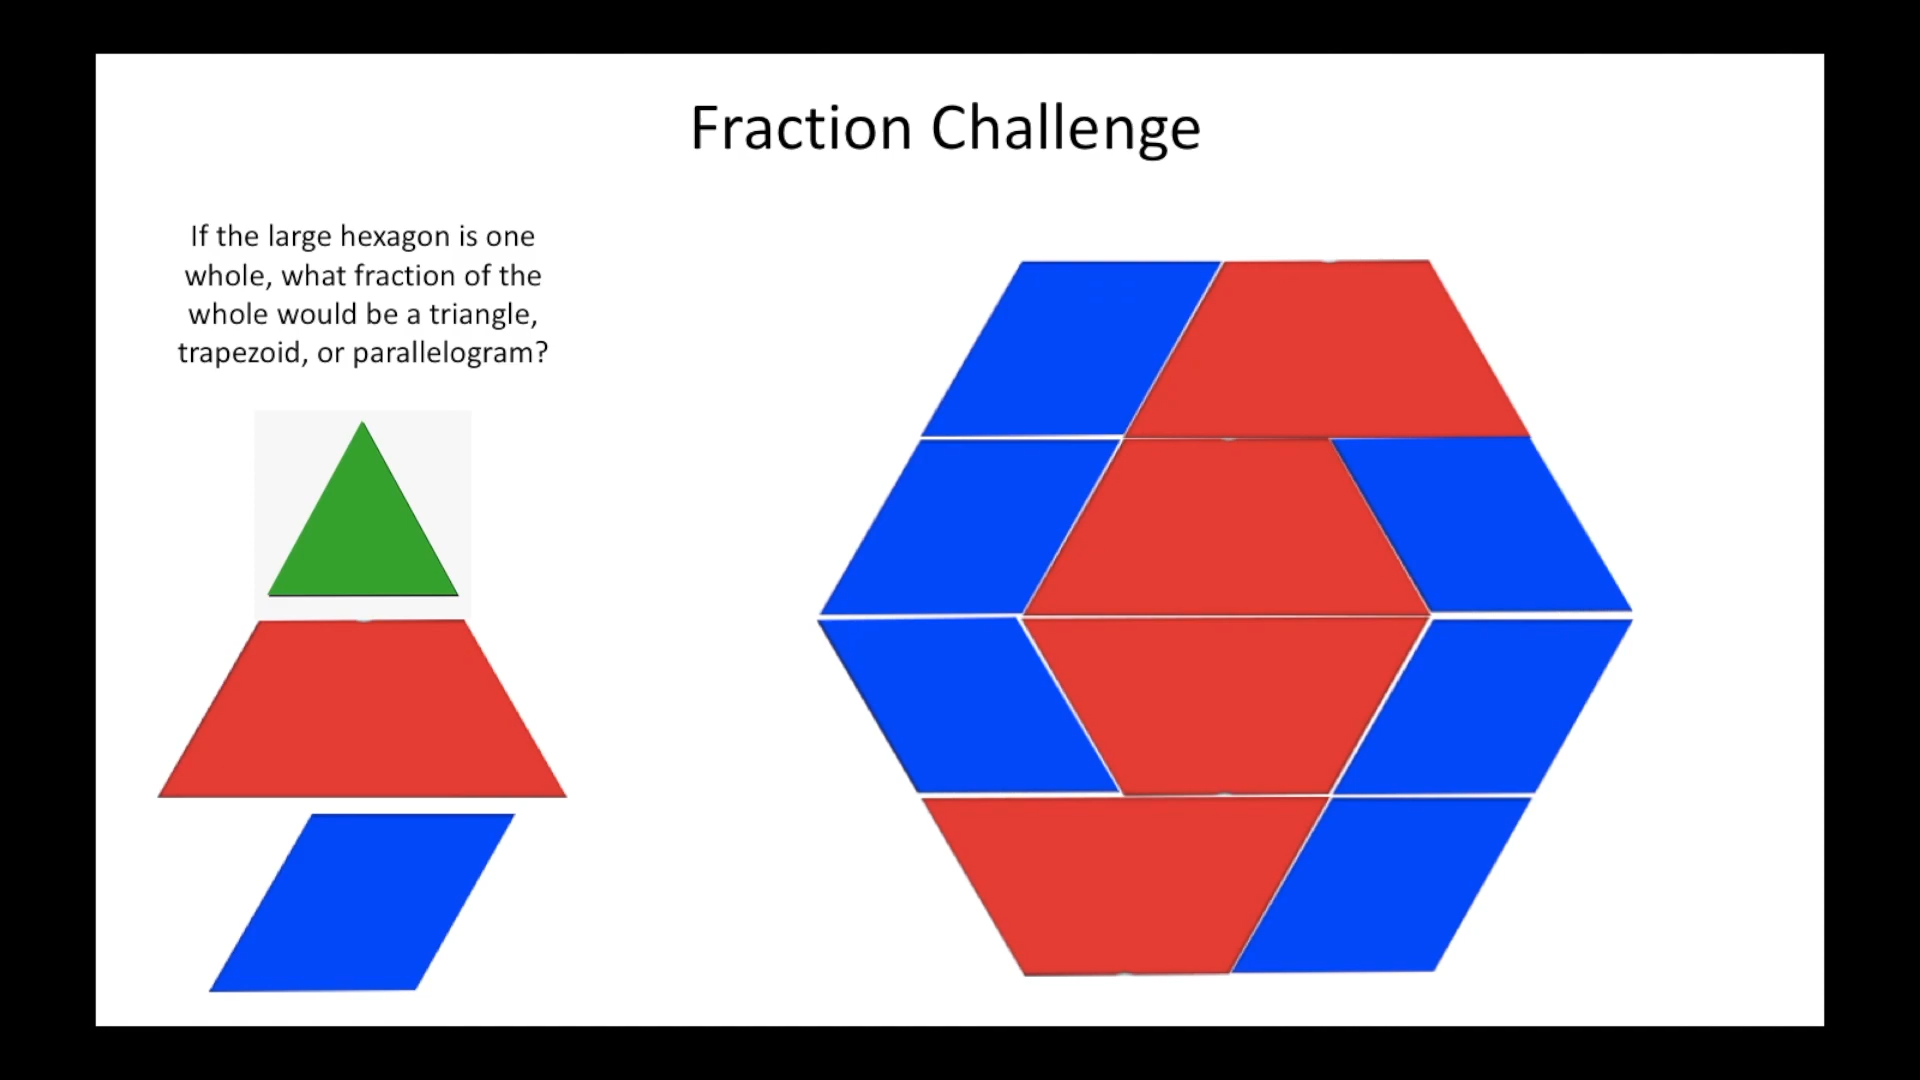 Fraction Challenge
If the large hexagon is one
whole, what fraction of the
whole would be a triangle,
trapezoid, or parallelogram?